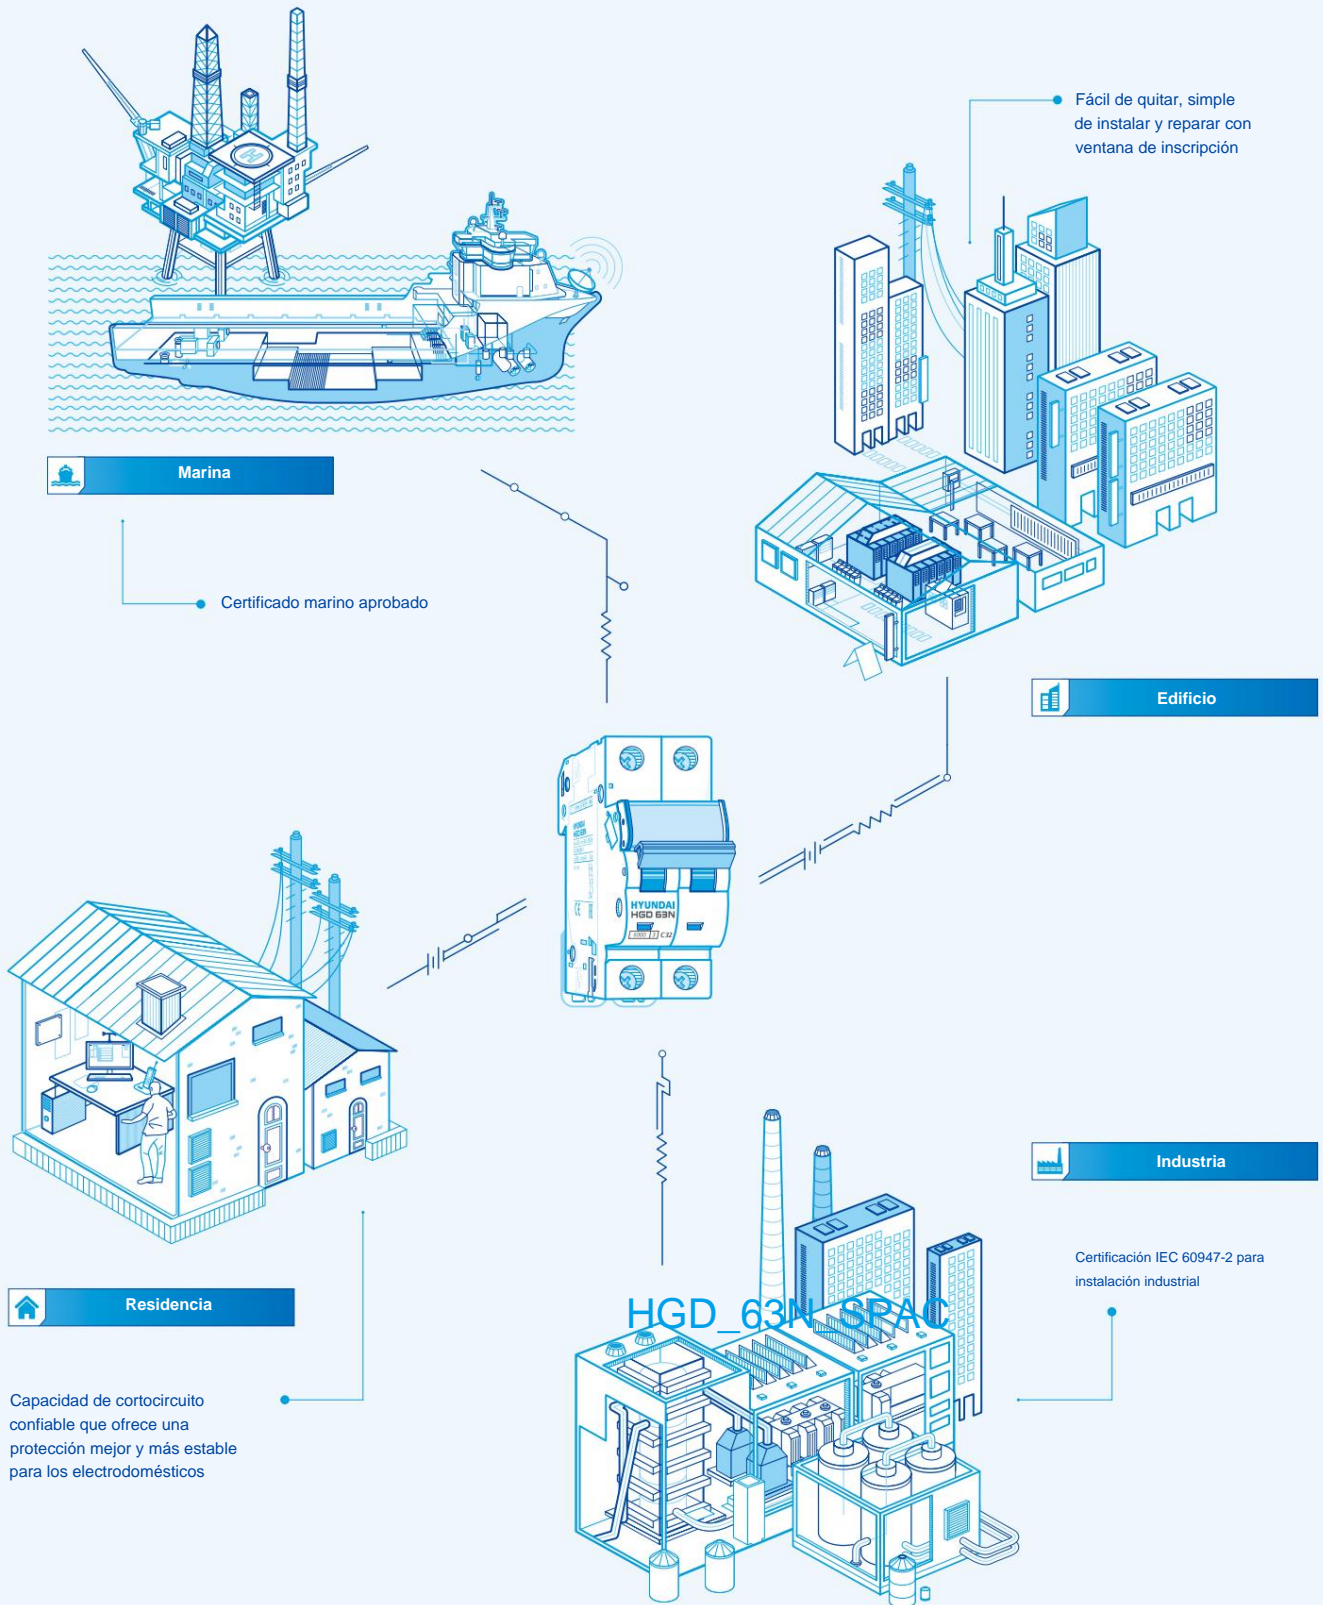 Fácil de quitar, simple
de instalar y reparar con
ventana de inscripción
Marina
Certificado marino aprobado
Edificio
HYUNDAI
HGD 63N
6000 3 C32
Industria
Certificación IEC 60947-2 para
instalación industrial
Residencia
HGD_63N_SPAC
Capacidad de cortocircuito
confiable que ofrece una
protección mejor y más estable
para los electrodomésticos